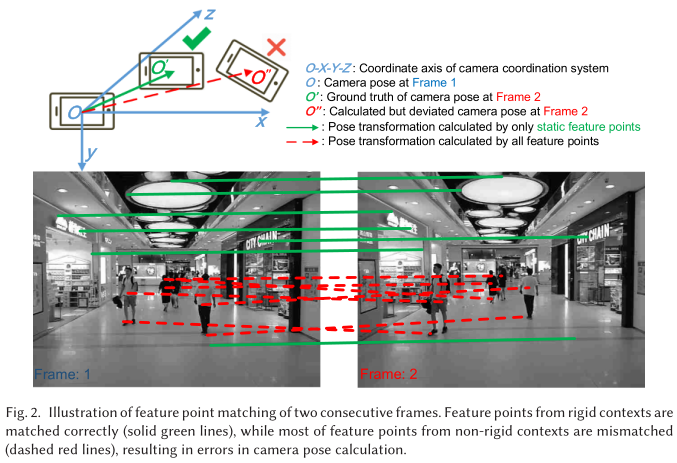 z
O'
O''
O
x
y
O-X-Y-Z: Coordinate axis of camera coordination system
O: Camera pose at Frame 1
O': Ground truth of camera pose at Frame 2
O'': Calculated but deviated camera pose at Frame 2
: Pose transformation calculated by only static feature points
: Pose transformation calculated by all feature points
CITY CHAIN
CITY CHAIN
Frame: 1
Frame: 2
Fig. 2. Illustration of feature point matching of two consecutive frames. Feature points from rigid contexts are
matched correctly (solid green lines), while most of feature points from non-rigid contexts are mismatched
(dashed red lines), resulting in errors in camera pose calculation.